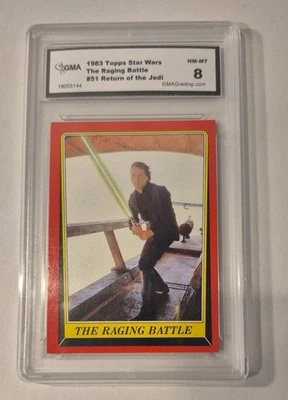 GMA
1983 Topps Star Wars
The Raging Battle
#51 Return of the Jedi
NM-MT
8
19055144
GMAGrading.com
THE RAGING BATTLE